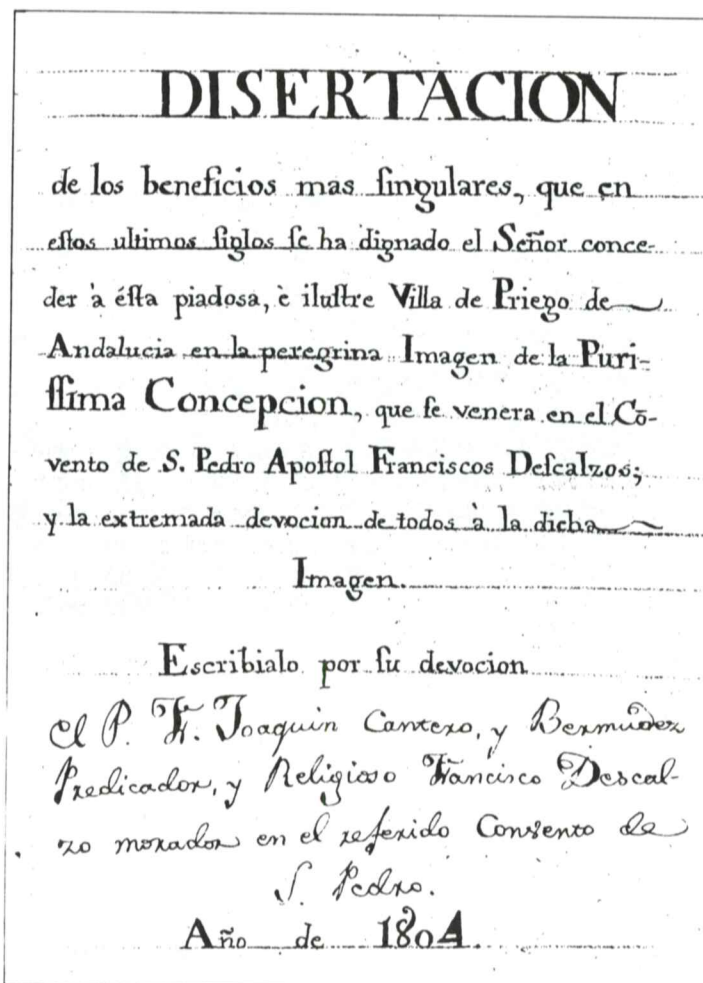 DISERTACION
de los beneficios mas ſingulares, que en
eſtos ultimos ſiglos ſe ha dignado el Señor conce-
der à éſta piadosa, è iluſtre Villa de Priego de
Andalucia en la peregrina Imagen de la Puri-
ſſima Concepcion, que ſe venera en el Cō-
vento de S. Pedro Apoſtol Franciscos Deſcalzos;
y la extremada devocion de todos à la dicha
Imagen.
Escribialo por ſu devocion
el P. Fr. Joaquin Cantero, y Bermudez
Predicador, y Religioso Francisco Descal-
zo morador en el referido Convento de
S. Pedro.
Año de 1804.